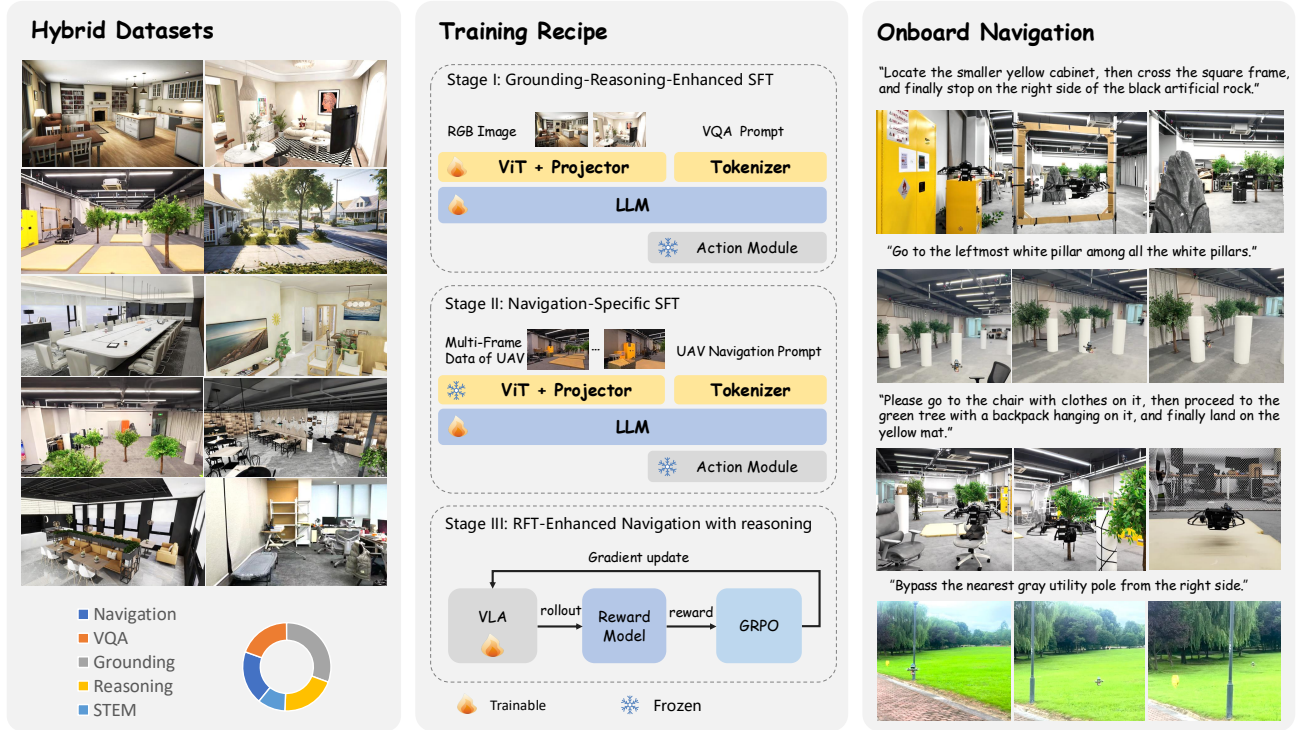 Hybrid Datasets
Navigation
VQA
Grounding
Reasoning
STEM
Training Recipe
Stage I: Grounding-Reasoning-Enhanced SFT
RGB Image
VQA Prompt
ViT + Projector
Tokenizer
LLM
Action Module
Stage II: Navigation-Specific SFT
Multi-Frame
Data of UAV
...
UAV Navigation Prompt
ViT + Projector
Tokenizer
LLM
Action Module
Stage III: RFT-Enhanced Navigation with reasoning
Gradient update
VLA
rollout
Reward
Model
reward
GRPO
Trainable
Frozen
Onboard Navigation
“Locate the smaller yellow cabinet, then cross the square frame,
and finally stop on the right side of the black artificial rock.”
“Go to the leftmost white pillar among all the white pillars.”
“Please go to the chair with clothes on it, then proceed to the
green tree with a backpack hanging on it, and finally land on the
yellow mat.”
“Bypass the nearest gray utility pole from the right side.”